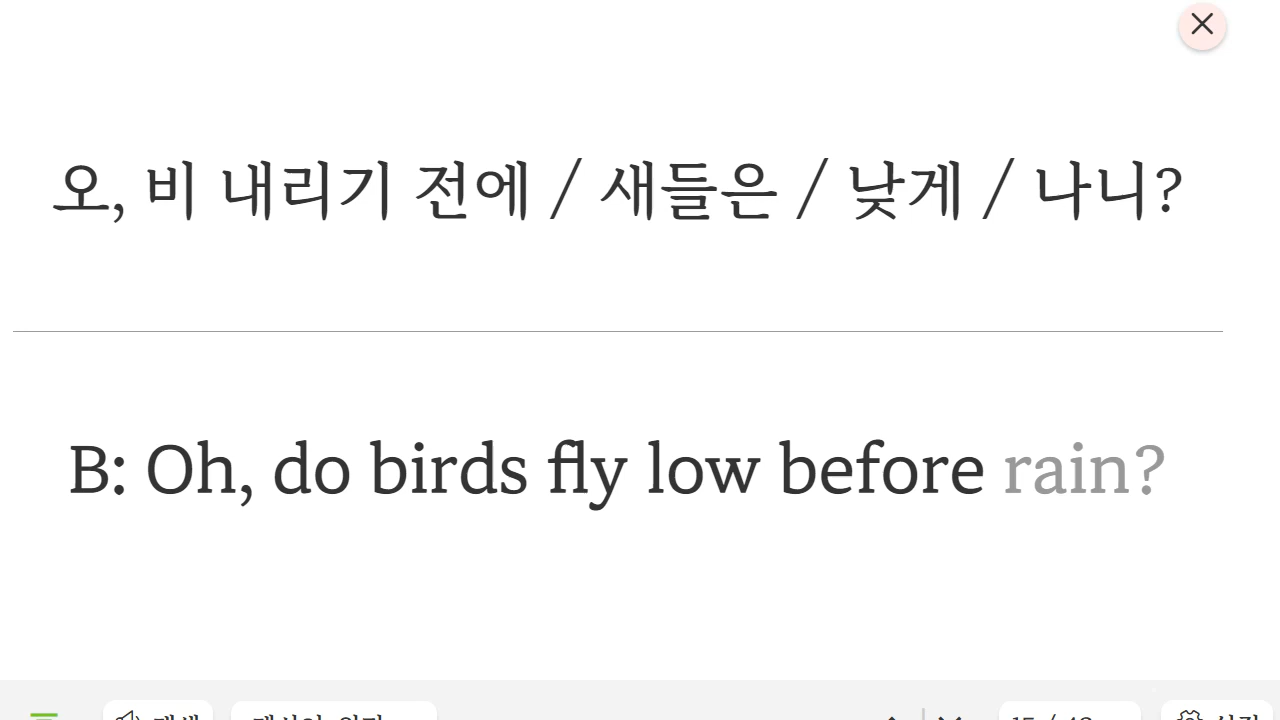 오, 비 내리기 전에 / 새들은 / 낮게 / 나니?
B: Oh, do birds fly low before rain?